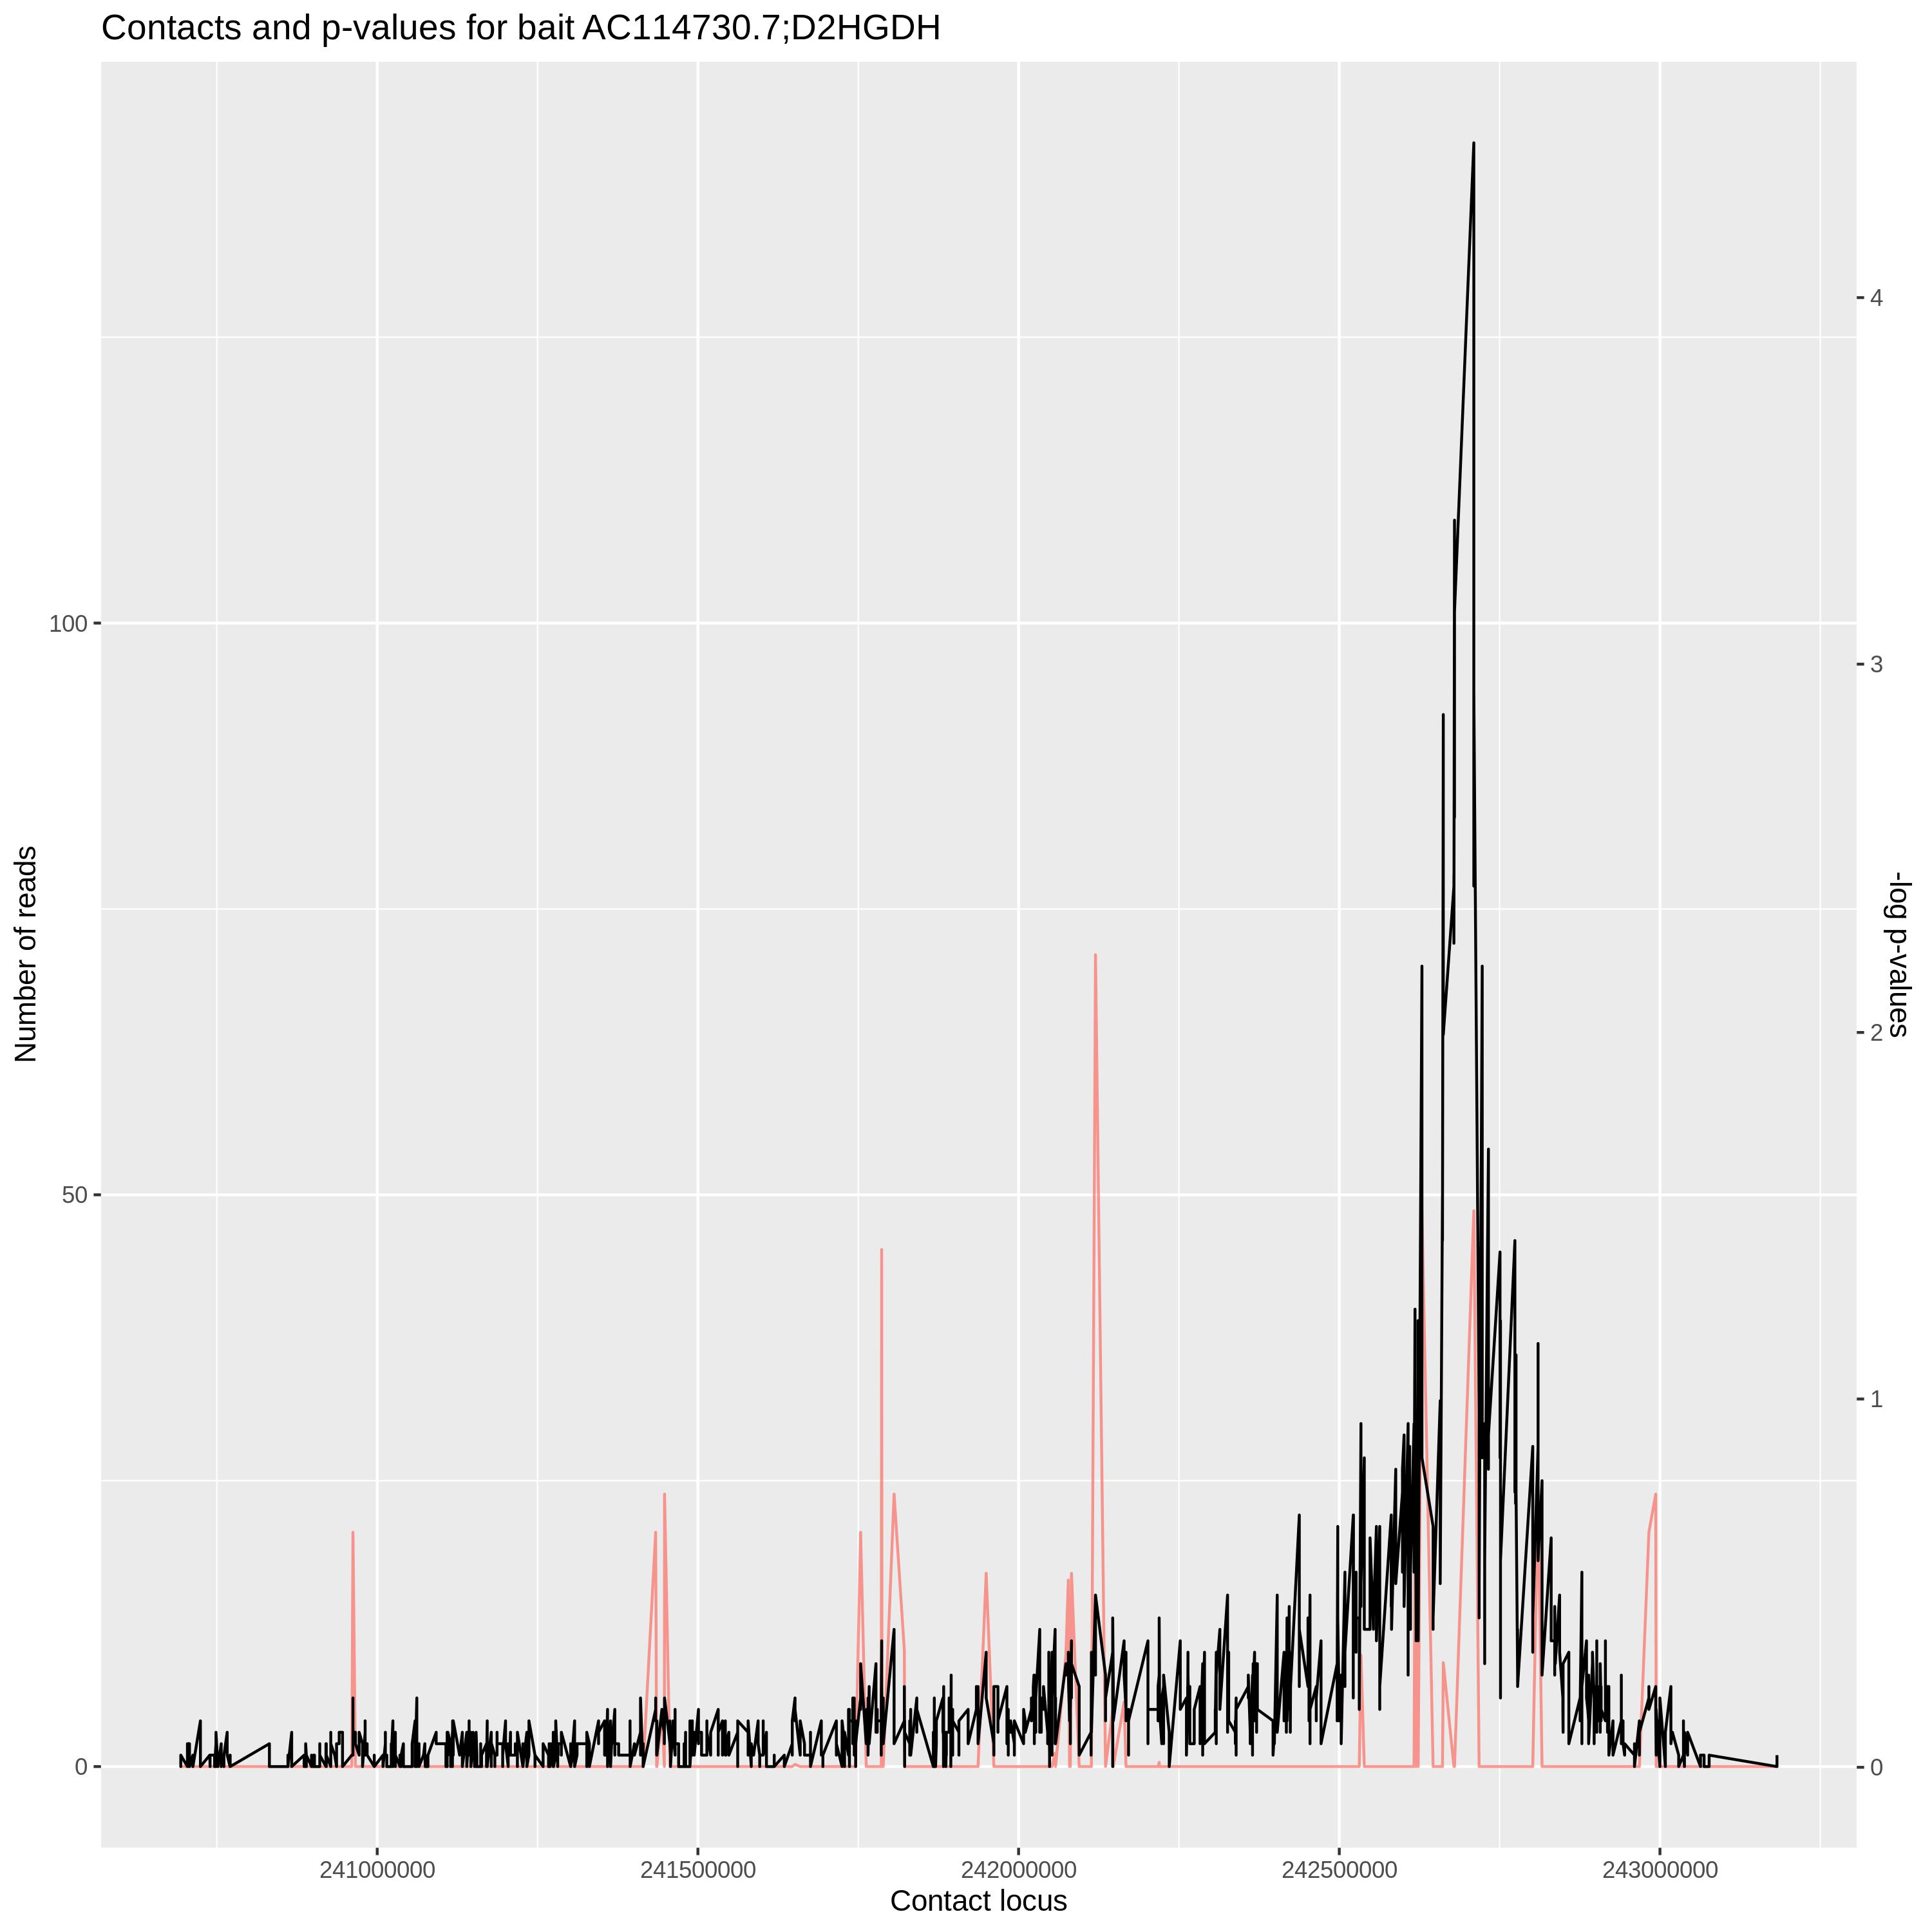 Contacts and p-values for bait AC114730.7;D2HGDH
Number of reads
100
50
0
-log p-values
4
3
2
1
0
241000000 241500000 242000000 242500000 243000000
Contact locus